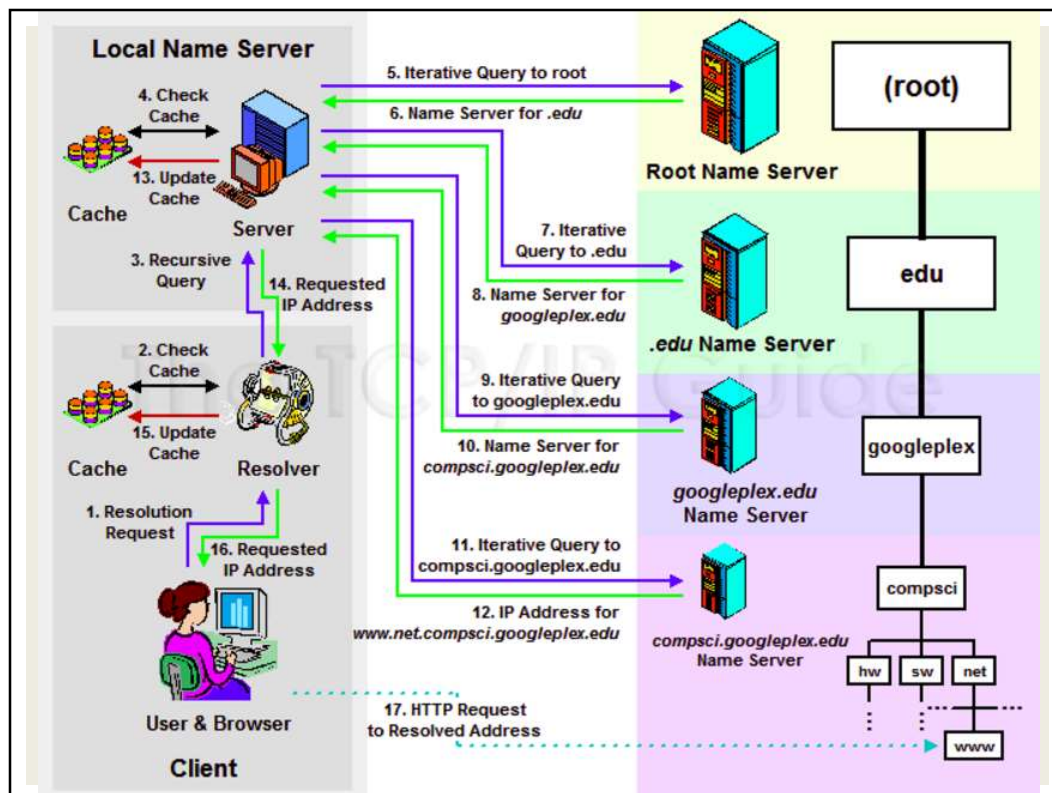 Local Name Server
4. Check
Cache
13. Update
Cache
Cache
Server
3. Recursive
Query
14. Requested
IP Address
2. Check
Cache
15. Update
Cache
Cache
Resolver
1. Resolution
Request
16. Requested
IP Address
User & Browser
Client
5. Iterative Query to root
6. Name Server for .edu
7. Iterative
Query to .edu
8. Name Server for
googleplex.edu
9. Iterative Query
to googleplex.edu
10. Name Server for
compsci.googleplex.edu
11. Iterative Query to
compsci.googleplex.edu
12. IP Address for
www.net.compsci.googleplex.edu
17. HTTP Request
to Resolved Address
Root Name Server
.edu Name Server
googleplex.edu
Name Server
compsci.googleplex.edu
Name Server
(root)
edu
googleplex
compsci
hw
sw
net
www
The TCP/IP Guide